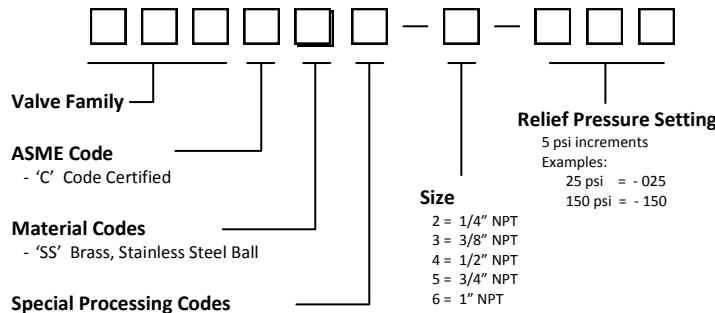 Valve Family
ASME Code
- ‘C’ Code Certified
Material Codes
- ‘SS’ Brass, Stainless Steel Ball
Special Processing Codes
Size
2 = 1/4” NPT
3 = 3/8” NPT
4 = 1/2” NPT
5 = 3/4” NPT
6 = 1” NPT
Relief Pressure Setting
5 psi increments
Examples:
25 psi = - 025
150 psi = - 150